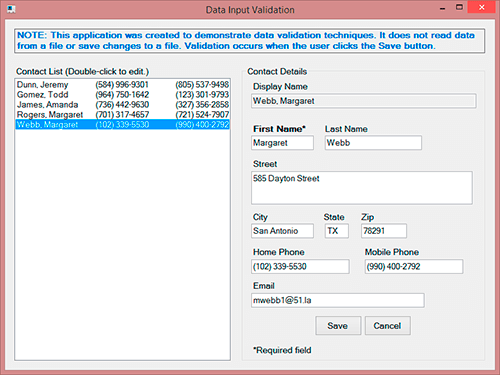 Data Input Validation
NOTE: This application was created to demonstrate data validation techniques. It does not read data
from a file or save changes to a file. Validation occurs when the user clicks the Save button.
Contact List (Double-click to edit.)
Dunn, Jeremy (584) 996-9301 (805) 537-9498
Gomez, Todd (964) 750-1642 (123) 301-9793
James, Amanda (736) 442-9630 (327) 356-2858
Rogers, Margaret (701) 317-4657 (721) 524-7907
Webb, Margaret (102) 339-5530 (990) 400-2792
Contact Details
Display Name
Webb, Margaret
First Name* Last Name
Margaret Webb
Street
585 Dayton Street
City State Zip
San Antonio TX 78291
Home Phone Mobile Phone
(102) 339-5530 (990) 400-2792
Email
mwebb1@51.la
Save Cancel
*Required field